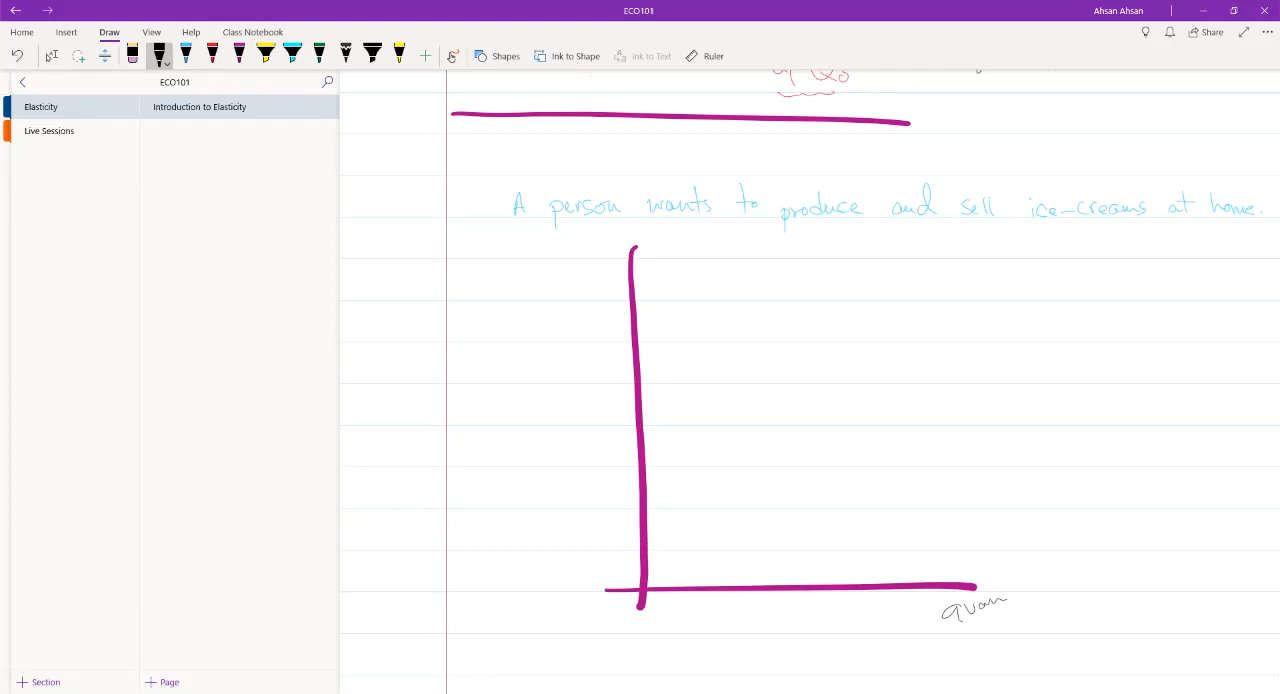 ECO101
Ahsan Ahsan
Home Insert Draw View Help Class Notebook
Share
Shapes Ink to Shape Ink to Text Ruler
ECO101
Elasticity
Introduction to Elasticity
Live Sessions
A person wants to produce and sell ice-creams at home.
quan
+ Section
+ Page